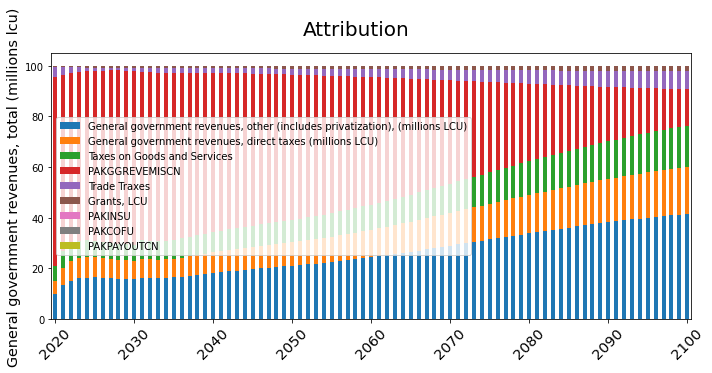 Attribution
General government revenues, total (millions lcu)
100
80
60
40
20
0
General government revenues, other (includes privatization), (millions LCU)
General government revenues, direct taxes (millions LCU)
Taxes on Goods and Services
PAKGGREVEMISCN
Trade Traxes
Grants, LCU
PAKINSU
PAKCOFU
PAKPAYOUTCN
2020
2030
2040
2050
2060
2070
2080
2090
2100